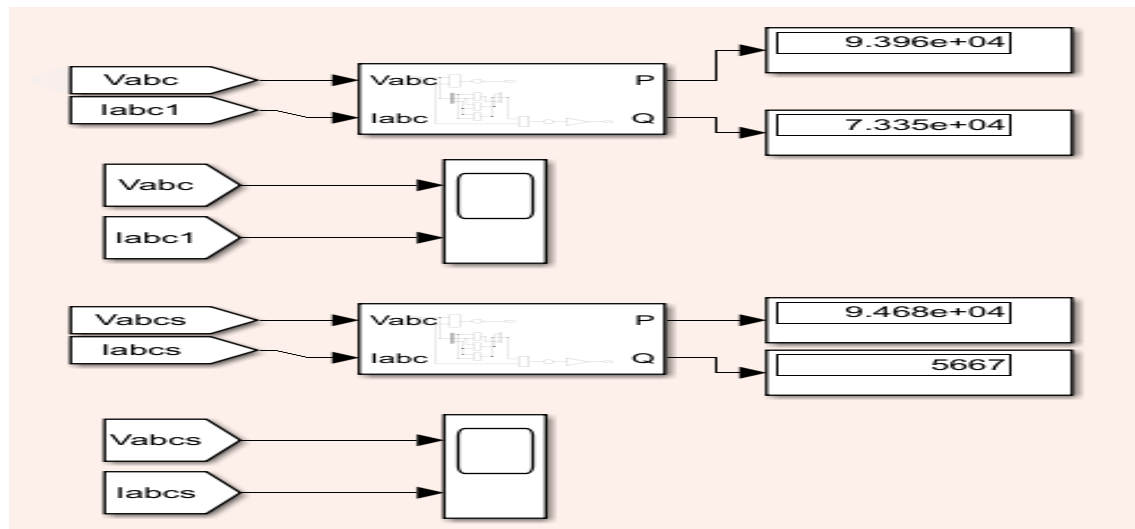 9.396e+04
Vabc
Vabc P
Iabc1
Iabc Q
7.335e+04
Vabc
Iabc1
9.468e+04
Vabcs
Vabc P
Iabcs
Iabc Q
5667
Vabcs
Iabcs